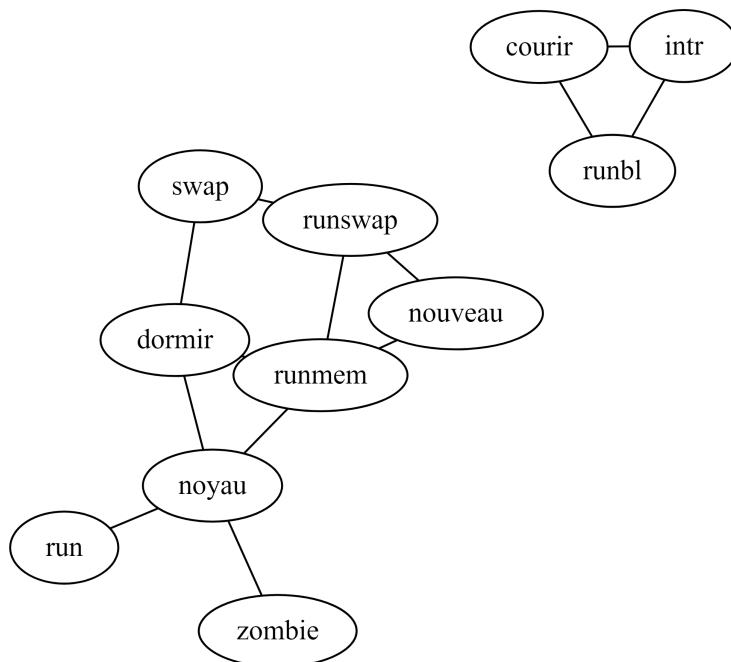 courir
intr
runbl
swap
runswap
nouveau
dormir
runmem
noyau
run
zombie